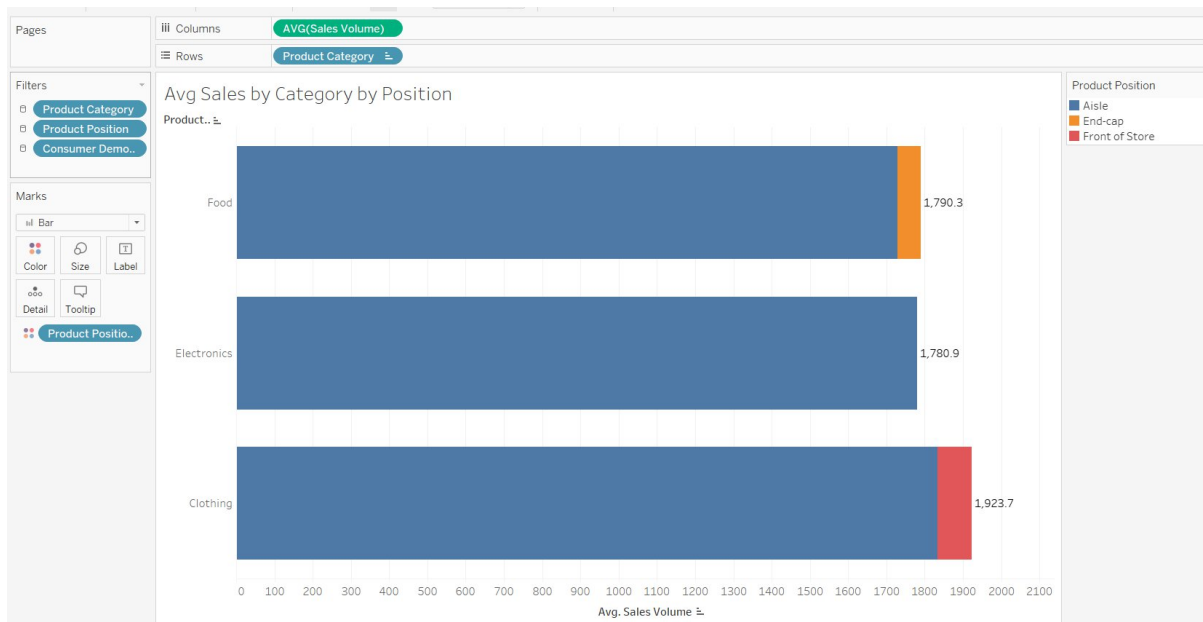 Pages
Columns
AVG(Sales Volume)
Rows
Product Category
Filters
Product Category
Product Position
Consumer Demo..
Marks
Bar
Color Size Label
Detail Tooltip
Product Positio..
Avg Sales by Category by Position
Product..
Food
1,790.3
Electronics
1,780.9
Clothing
1,923.7
0 100 200 300 400 500 600 700 800 900 1000 1100 1200 1300 1400 1500 1600 1700 1800 1900 2000 2100
Avg. Sales Volume
Product Position
Aisle
End-cap
Front of Store